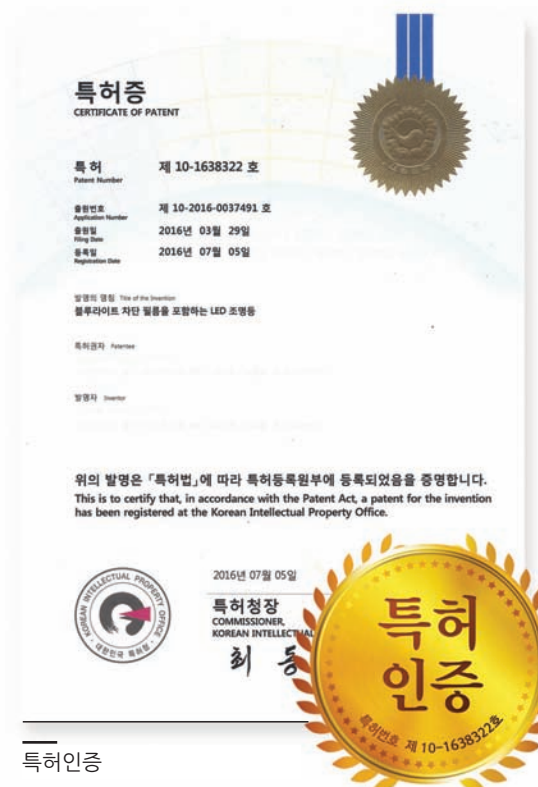 특허증
CERTIFICATE OF PATENT
특 허 제 10-1638322 호
Patent Number
출원번호 제 10-2016-0037491 호
Application Number
출원일 2016년 03월 29일
Filing Date
등록일 2016년 07월 05일
Registration Date
발명의 명칭 Title of the Invention
블루라이트 차단 필름을 포함하는 LED 조명등
특허권자 Patentee
발명자 Inventor
위의 발명은 「특허법」에 따라 특허등록원부에 등록되었음을 증명합니다.
This is to certify that, in accordance with the Patent Act, a patent for the invention
has been registered at the Korean Intellectual Property Office.
2016년 07월 05일
특허청장
COMMISSIONER,
KOREAN INTELLECTUAL
최 동
KOREAN INTELLECTUAL PROPERTY OFFICE
대한민국 특허청
특허
인증
특허번호 제 10-1638322호
특허인증